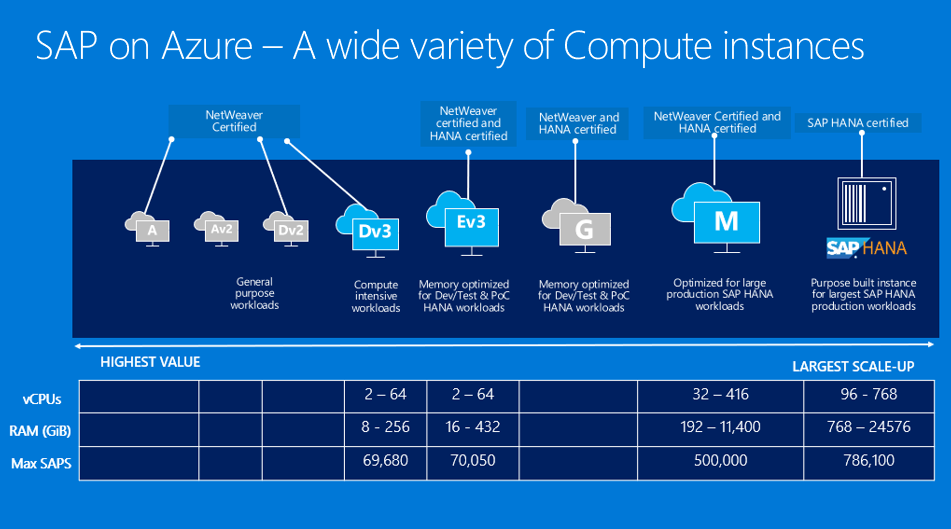 SAP on Azure – A wide variety of Compute instances
NetWeaver
Certified
NetWeaver
certified and
HANA certified
NetWeaver and
HANA certified
NetWeaver Certified and
HANA certified
SAP HANA certified
A
Av2
Dv2
Dv3
Ev3
G
M
SAP HANA
General
purpose
workloads
Compute
intensive
workloads
Memory optimized
for Dev/Test & PoC
HANA workloads
Memory optimized
for Dev/Test & PoC
HANA workloads
Optimized for large
production SAP HANA
workloads
Purpose built instance
for largest SAP HANA
production workloads
HIGHEST VALUE
LARGEST SCALE-UP
vCPUs 2 – 64 2 – 64 32 – 416 96 - 768
RAM (GiB) 8 - 256 16 - 432 192 – 11,400 768 – 24576
Max SAPS 69,680 70,050 500,000 786,100